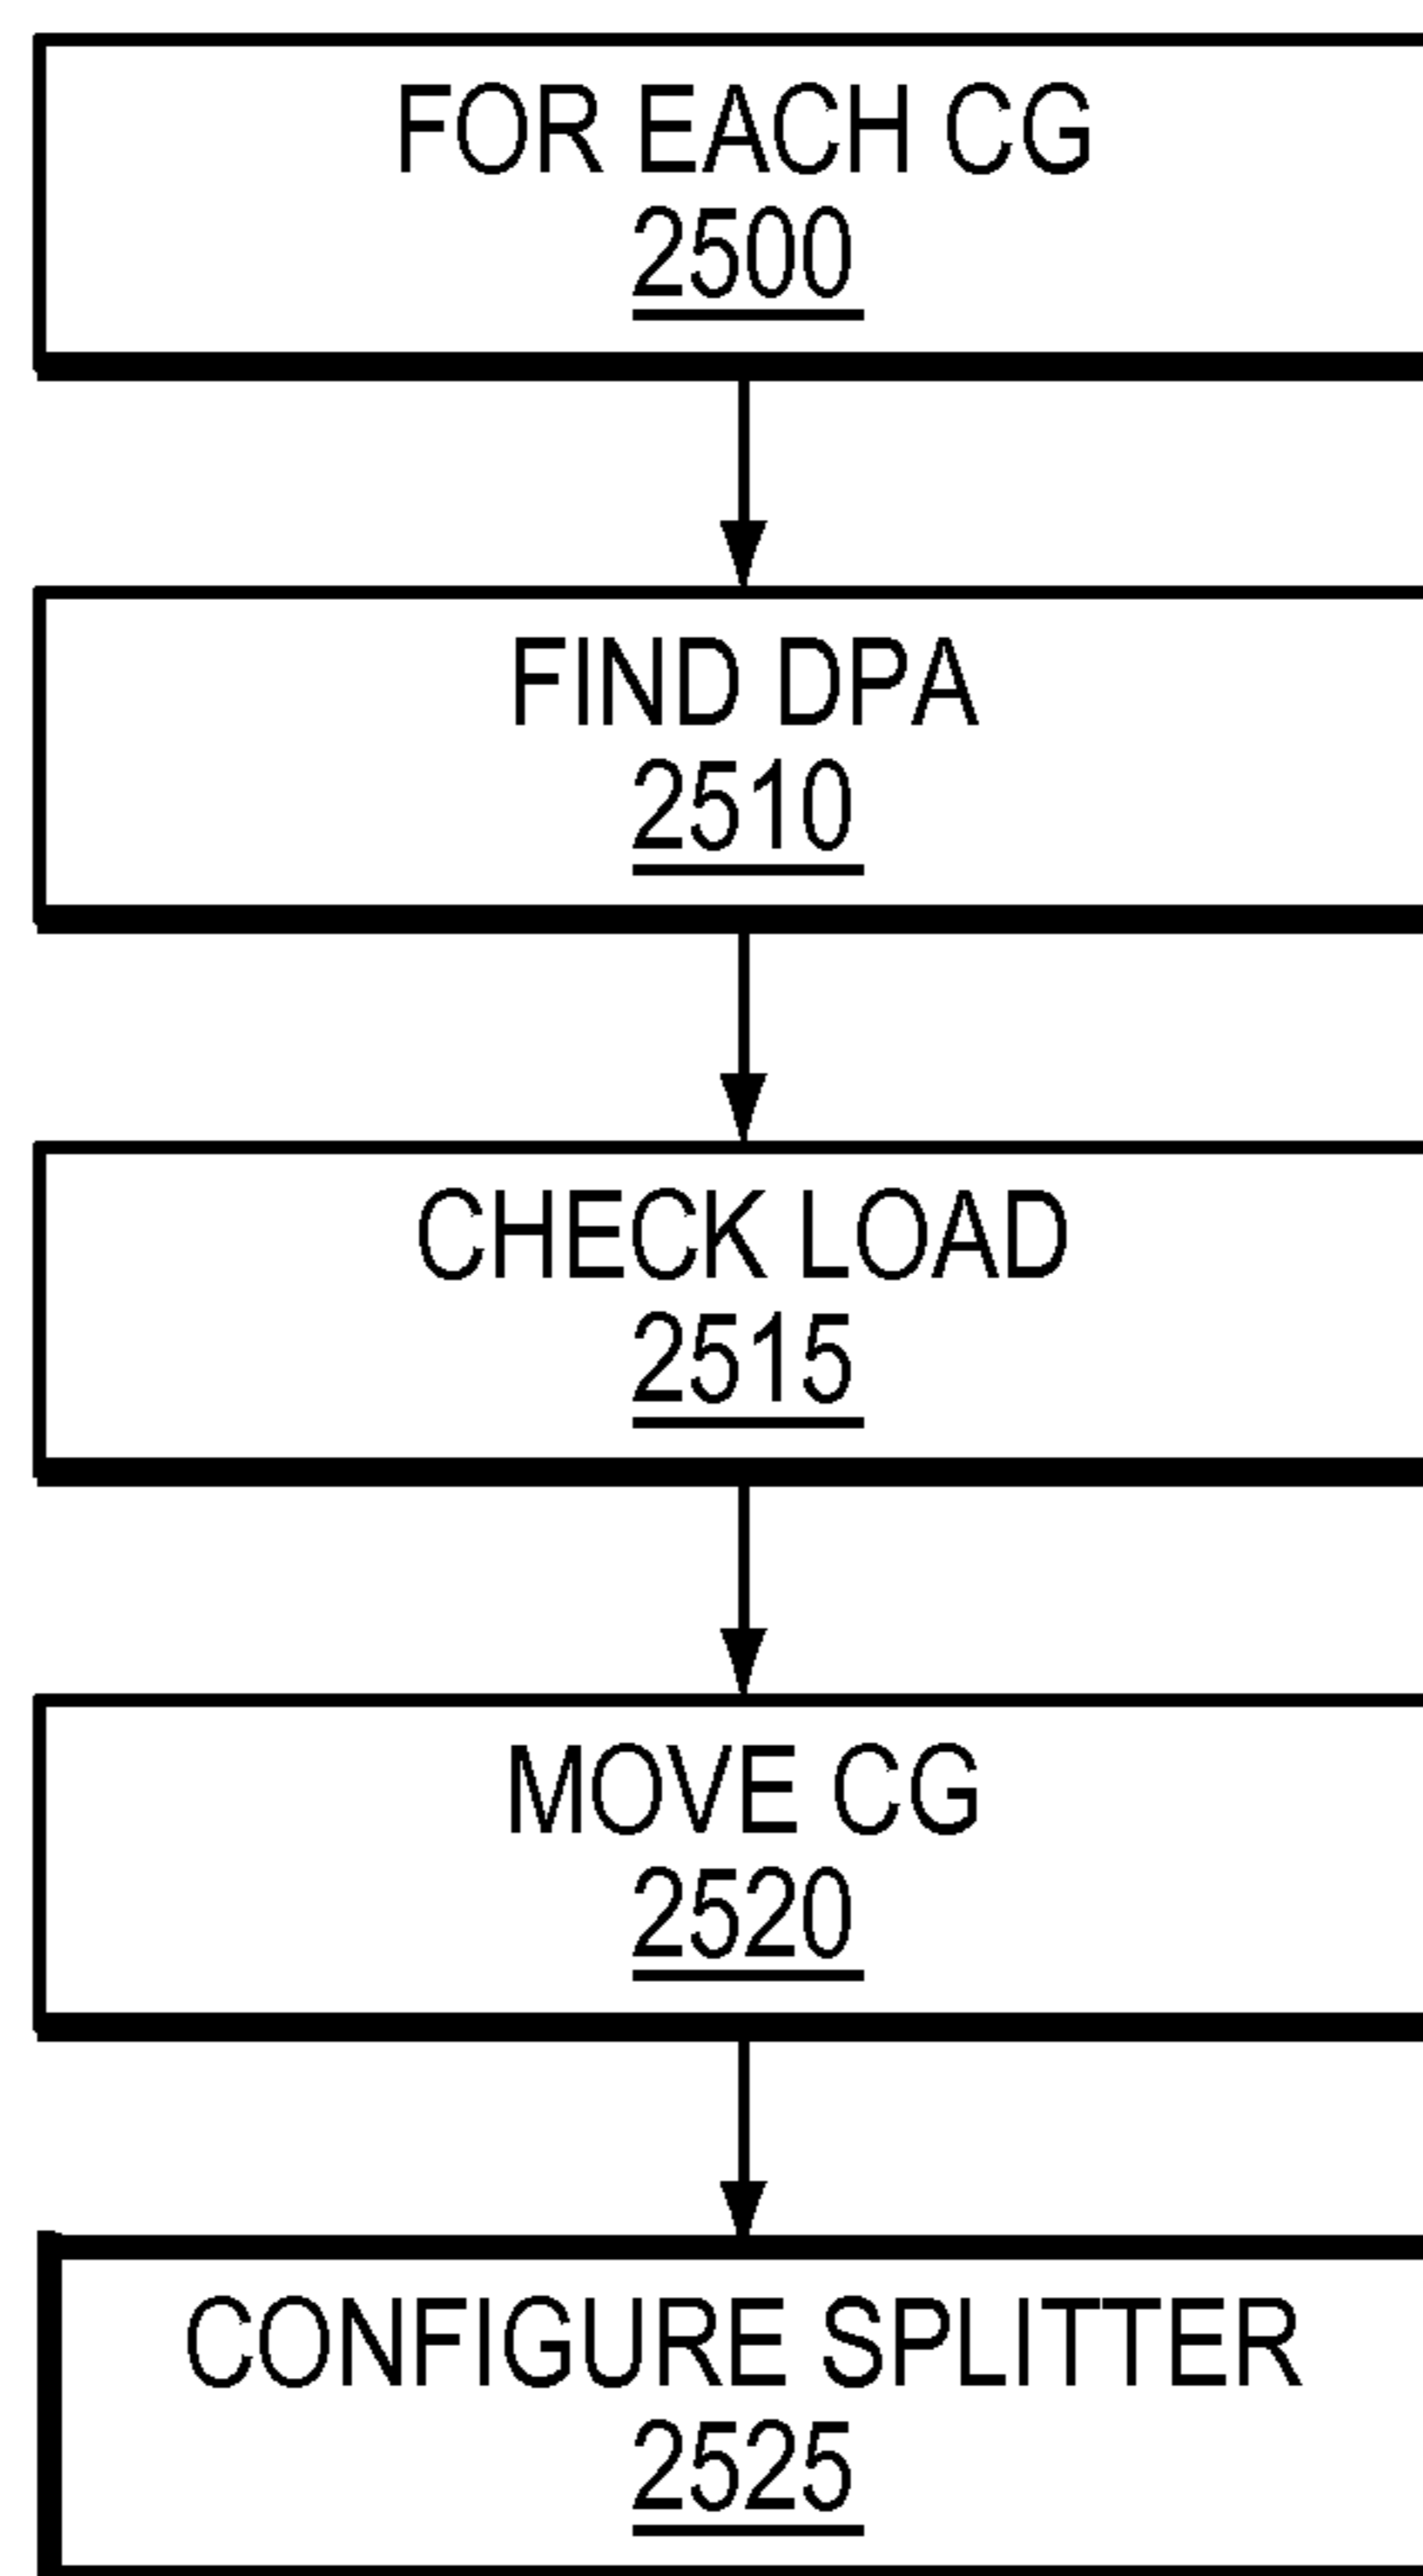 FOR EACH CG
2500
FIND DPA
2510
CHECK LOAD
2515
MOVE CG
2520
CONFIGURE SPLITTER
2525